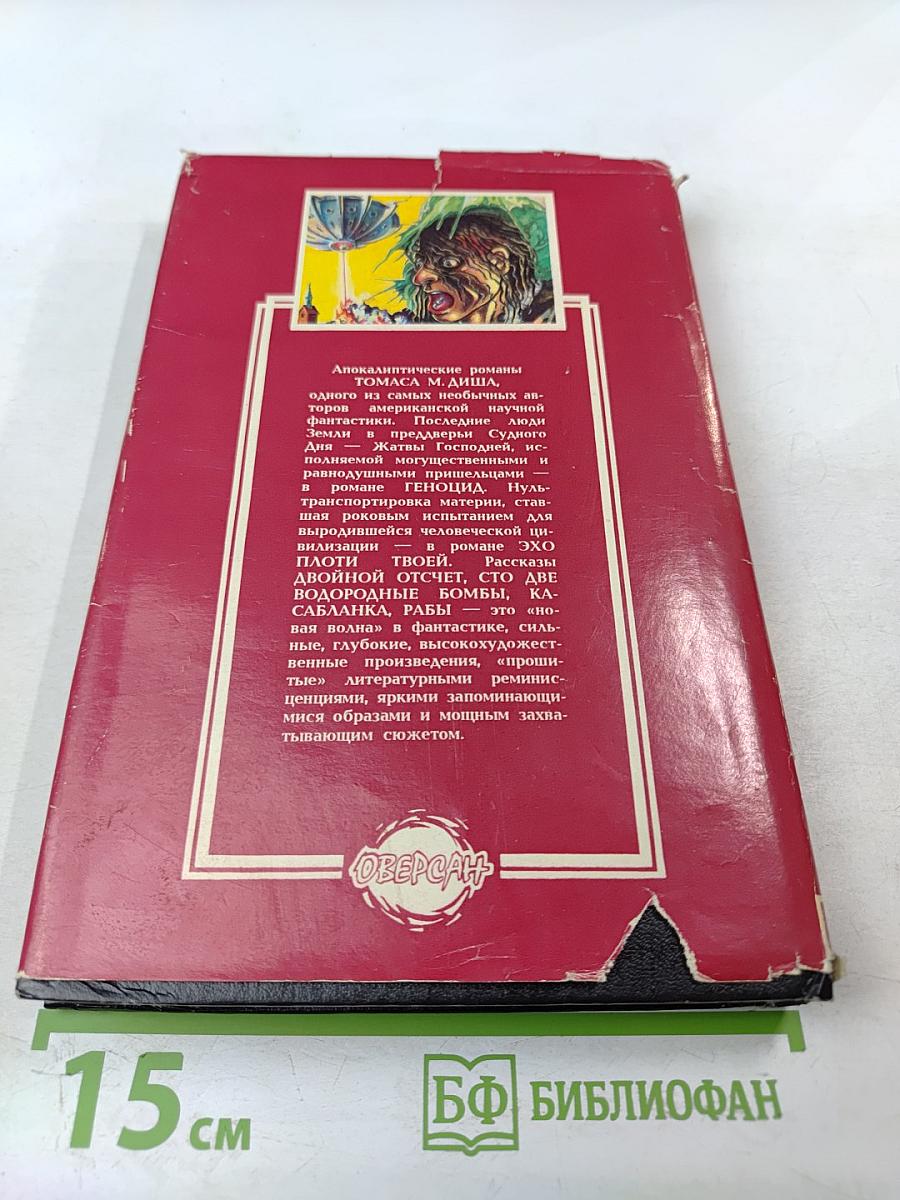 Апокалиптические романы
ТОМАСА М. ДИША,
одного из самых необычных ав-
торов американской научной
фантастики. Последние люди
Земли в преддверьи Судного
Дня — Жатвы Господней, ис-
полняемой могущественными и
равнодушными пришельцами —
в романе ГЕНОЦИД. Нуль-
транспортировка материи, став-
шая роковым испытанием для
выродившейся человеческой ци-
вилизации — в романе ЭХО
ПЛОТИ ТВОЕЙ. Рассказы
ДВОЙНОЙ ОТСЧЕТ, СТО ДВЕ
ВОДОРОДНЫЕ БОМБЫ, КА-
САБЛАНКА, РАБЫ — это «но-
вая волна» в фантастике, силь-
ные, глубокие, высокохудожест-
венные произведения, «проши-
тые» литературными реминис-
ценциями, яркими запоминающи-
мися образами и мощным захва-
тывающим сюжетом.
ОВЕРСАН
15 см
БФ БИБЛИОФАН